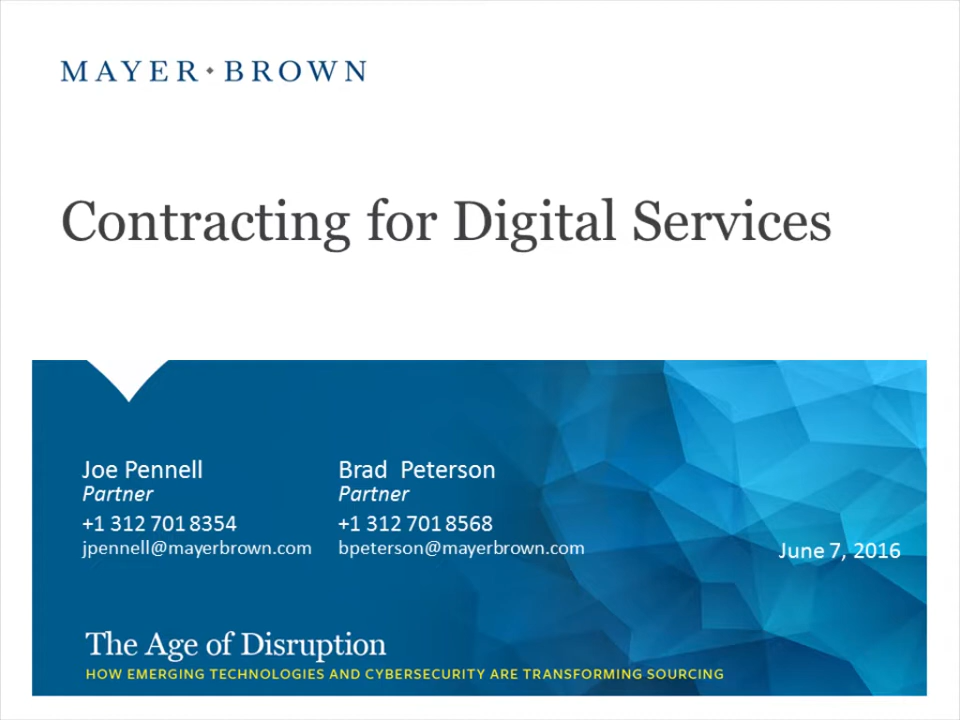 MAYER • BROWN
Contracting for Digital Services
Joe Pennell
Partner
+1 312 701 8354
jpennell@mayerbrown.com
Brad Peterson
Partner
+1 312 701 8568
bpeterson@mayerbrown.com
June 7, 2016
The Age of Disruption
HOW EMERGING TECHNOLOGIES AND CYBERSECURITY ARE TRANSFORMING SOURCING